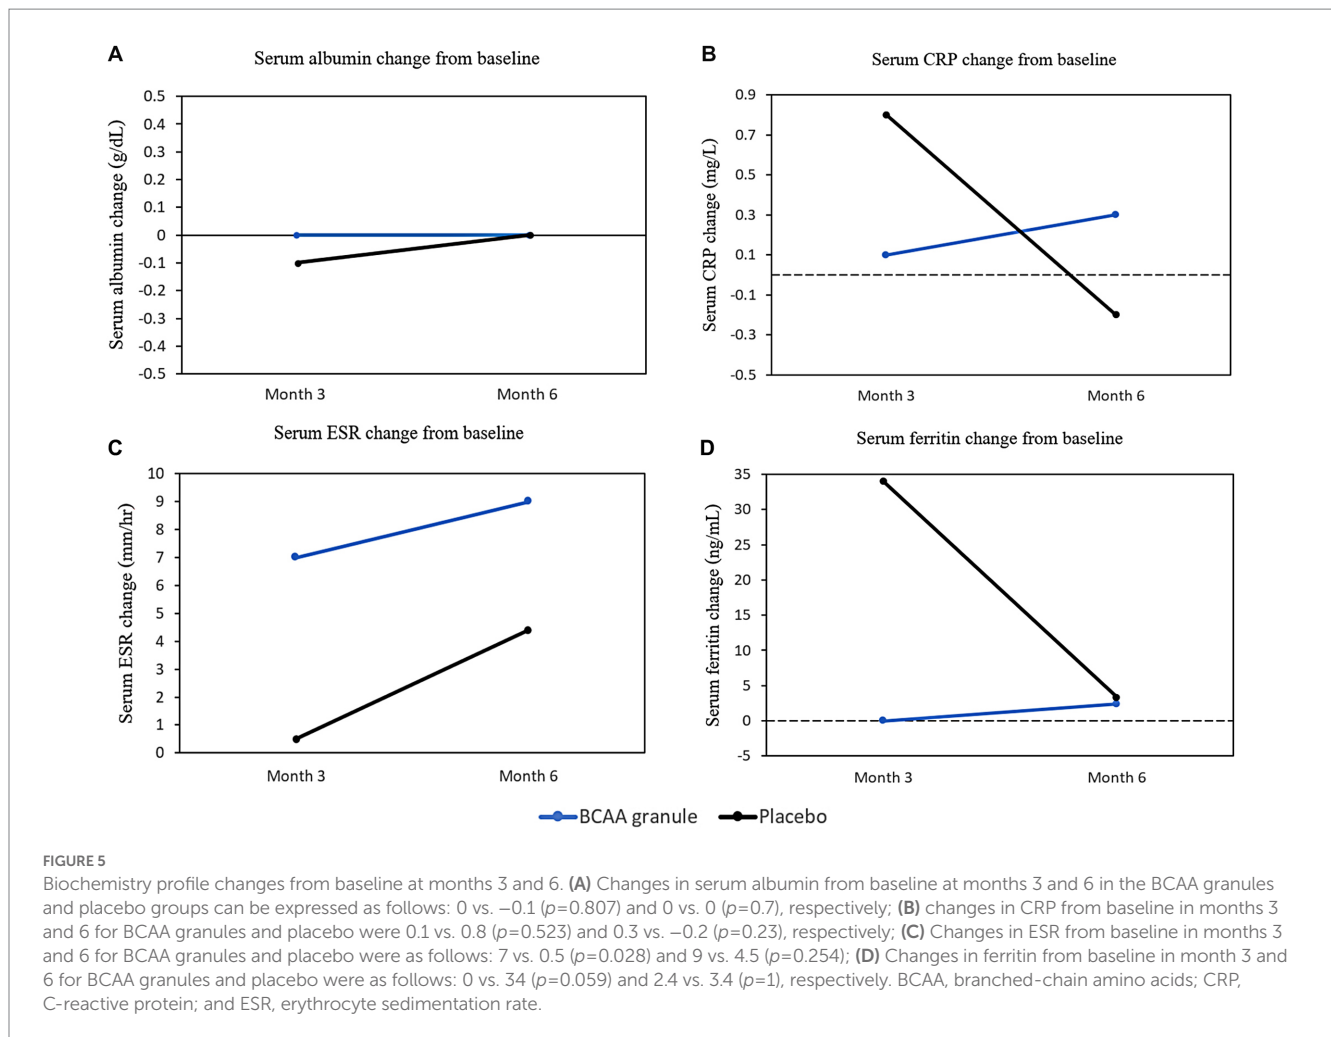 A
Serum albumin change from baseline
Serum albumin change (g/dL)
0.5
0.4
0.3
0.2
0.1
0
-0.1
-0.2
-0.3
-0.4
-0.5
Month 3
Month 6
B
Serum CRP change from baseline
Serum CRP change (mg/L)
0.9
0.7
0.5
0.3
0.1
-0.1
-0.3
-0.5
Month 3
Month 6
C
Serum ESR change from baseline
Serum ESR change (mm/hr)
10
9
8
7
6
5
4
3
2
1
0
Month 3
Month 6
D
Serum ferritin change from baseline
Serum ferritin change (ng/mL)
35
30
25
20
15
10
5
0
-5
Month 3
Month 6
BCAA granule
Placebo
FIGURE 5
Biochemistry profile changes from baseline at months 3 and 6. (A) Changes in serum albumin from baseline at months 3 and 6 in the BCAA granules
and placebo groups can be expressed as follows: 0 vs. −0.1 (p=0.807) and 0 vs. 0 (p=0.7), respectively; (B) changes in CRP from baseline in months 3
and 6 for BCAA granules and placebo were 0.1 vs. 0.8 (p=0.523) and 0.3 vs. −0.2 (p=0.23), respectively; (C) Changes in ESR from baseline in months 3
and 6 for BCAA granules and placebo were as follows: 7 vs. 0.5 (p=0.028) and 9 vs. 4.5 (p=0.254); (D) Changes in ferritin from baseline in month 3 and
6 for BCAA granules and placebo were as follows: 0 vs. 34 (p=0.059) and 2.4 vs. 3.4 (p=1), respectively. BCAA, branched-chain amino acids; CRP,
C-reactive protein; and ESR, erythrocyte sedimentation rate.